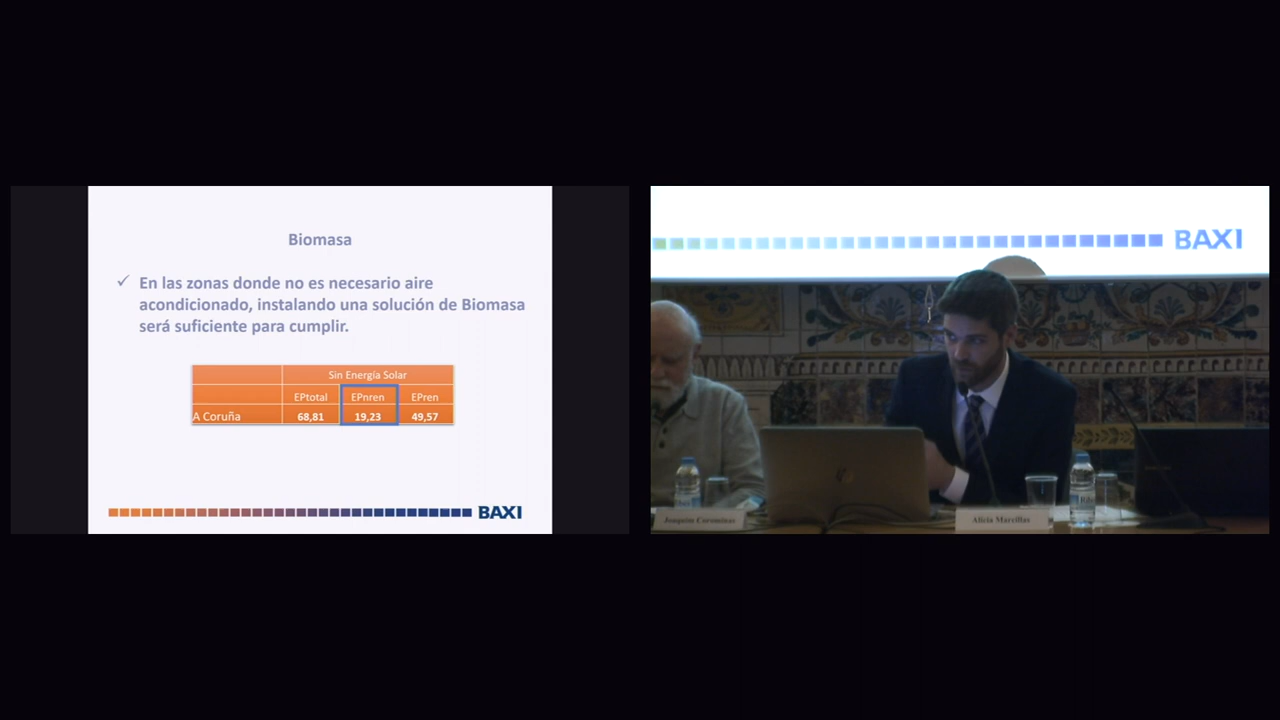 Biomasa
✓ En las zonas donde no es necesario aire
acondicionado, instalando una solución de Biomasa
será suficiente para cumplir.
Sin Energía Solar
EPtotal EPnren EPren
A Coruña 68,81 19,23 49,57
BAXI
BAXI
Joaquim Coromines
Alicia Marcillas